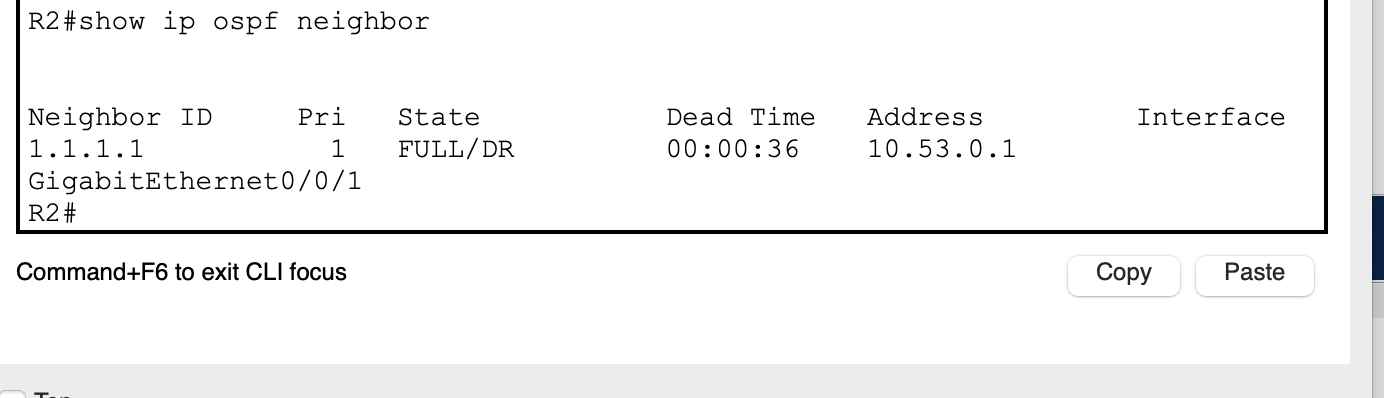 R2#show ip ospf neighbor
Neighbor ID Pri State Dead Time Address Interface
1.1.1.1 1 FULL/DR 00:00:36 10.53.0.1
GigabitEthernet0/0/1
R2#
Command+F6 to exit CLI focus
Copy Paste